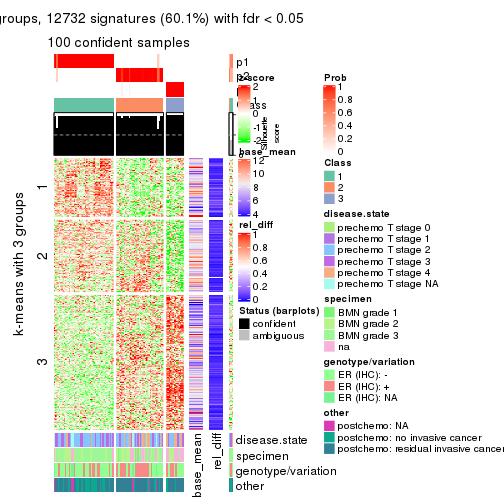 groups, 12732 signatures (60.1%) with fdr < 0.05
100 confident samples
p1
p2
z-score
2
1
0
-1
-2
Silhouette
score
base_mean
12
10
8
6
4
rel_diff
1
0.8
0.6
0.4
0.2
0
Status (barplots)
confident
ambiguous
Prob
1
0.8
0.6
0.4
0.2
0
Class
1
2
3
disease.state
prechemo T stage 0
prechemo T stage 1
prechemo T stage 2
prechemo T stage 3
prechemo T stage 4
prechemo T stage NA
specimen
BMN grade 1
BMN grade 2
BMN grade 3
na
genotype/variation
ER (IHC): -
ER (IHC): +
ER (IHC): NA
other
postchemo: NA
postchemo: no invasive cancer
postchemo: residual invasive cancer
k-means with 3 groups
1
2
3
base_mean
rel_diff
disease.state
specimen
genotype/variation
other